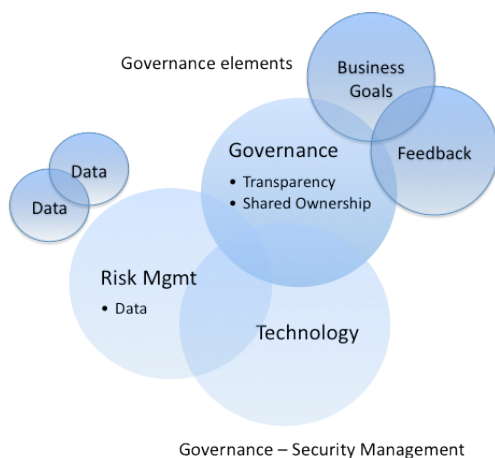 Governance elements
Business
Goals
Governance
• Transparency
• Shared Ownership
Feedback
Data
Data
Risk Mgmt
• Data
Technology
Governance – Security Management